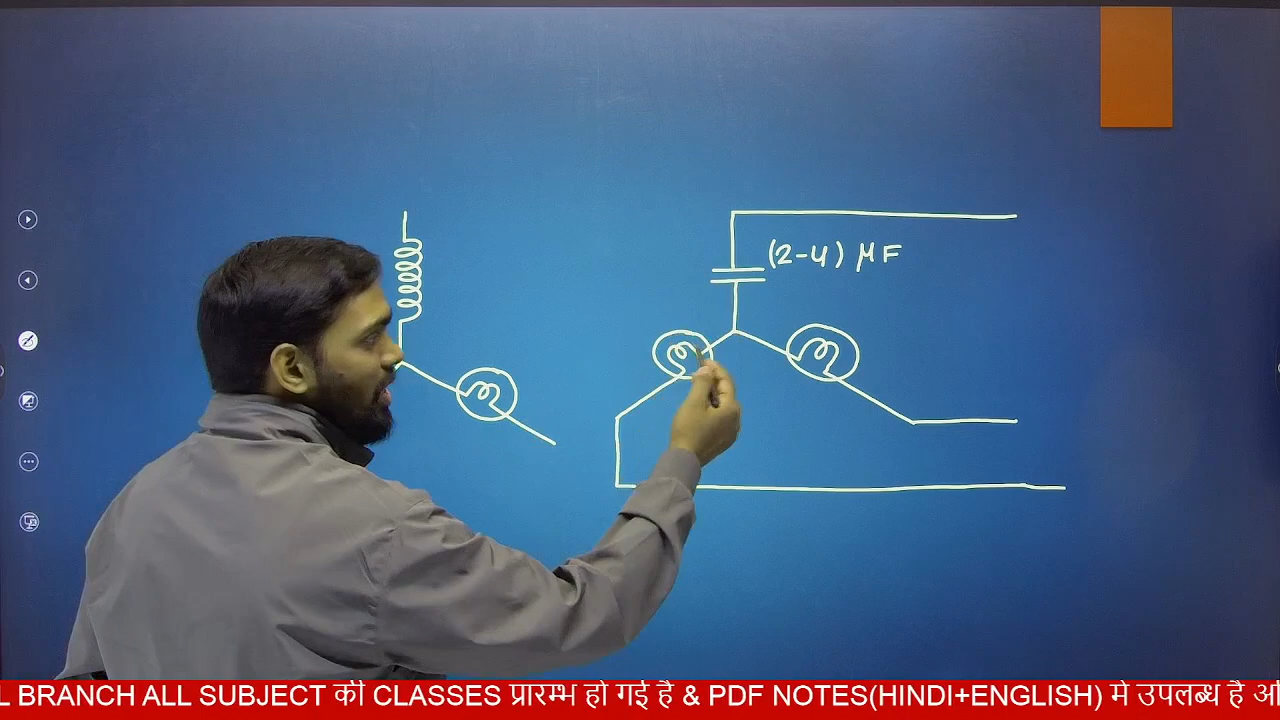 (2-4) µF
L BRANCH ALL SUBJECT की CLASSES प्रारम्भ हो गई है & PDF NOTES(HINDI+ENGLISH) मे उपलब्ध है